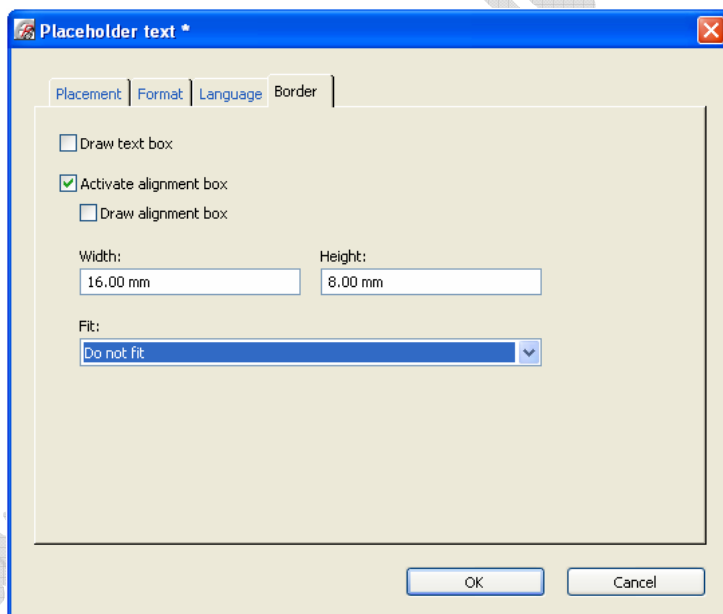 Placeholder text *
Placement Format Language Border
Draw text box
Activate alignment box
Draw alignment box
Width: Height:
16.00 mm 8.00 mm
Fit:
Do not fit
OK Cancel